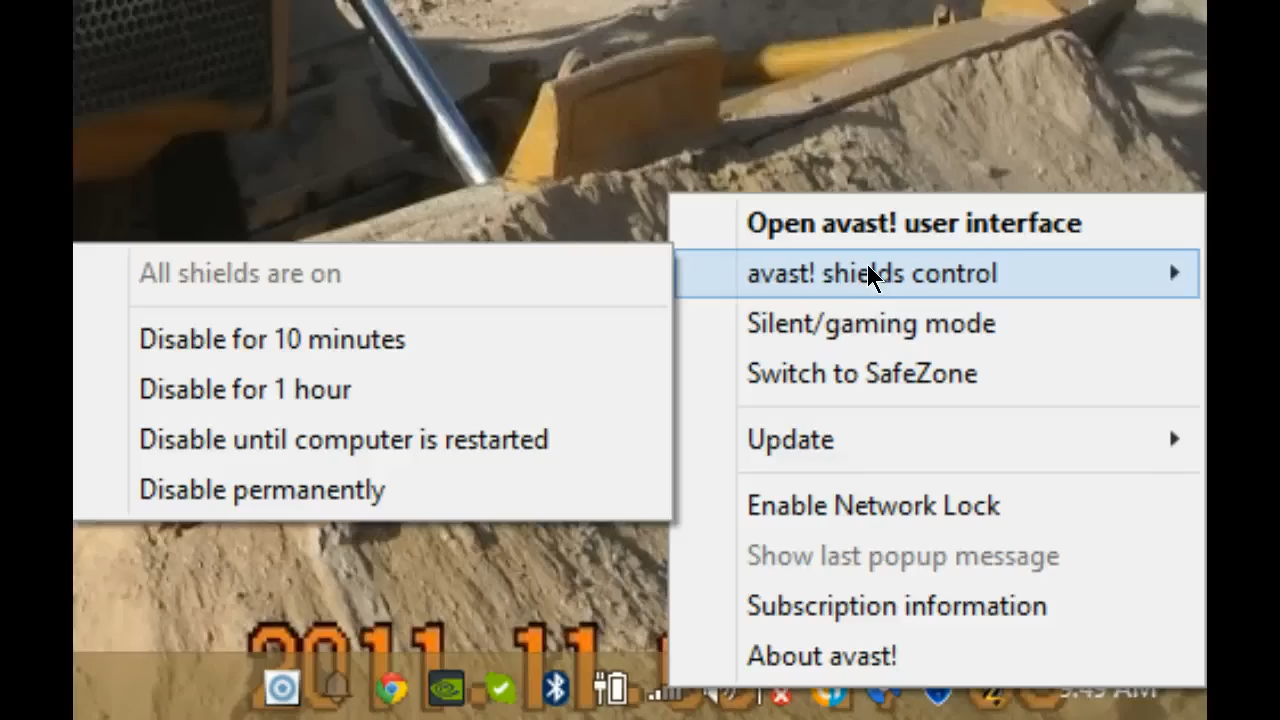 Open avast! user interface
avast! shields control
Silent/gaming mode
Switch to SafeZone
Update
Enable Network Lock
Show last popup message
Subscription information
About avast!
All shields are on
Disable for 10 minutes
Disable for 1 hour
Disable until computer is restarted
Disable permanently
2011. 11.